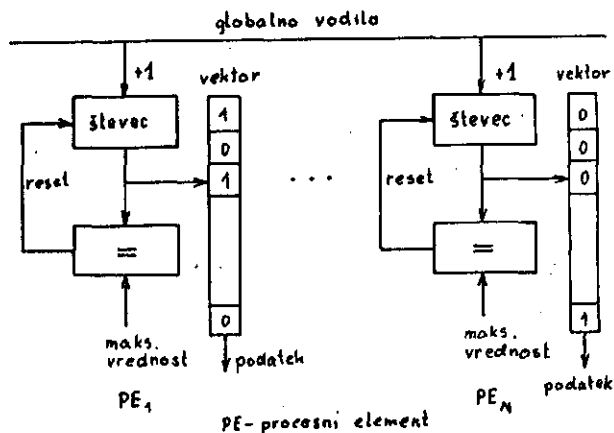 globalno vodilo
+1
vektor
števec
1
0
1
reset
=
0
maks.
vrednost
podatek
PE1
...
+1
vektor
števec
0
0
0
reset
=
1
maks.
vrednost
podatek
PEN
PE-procesni element